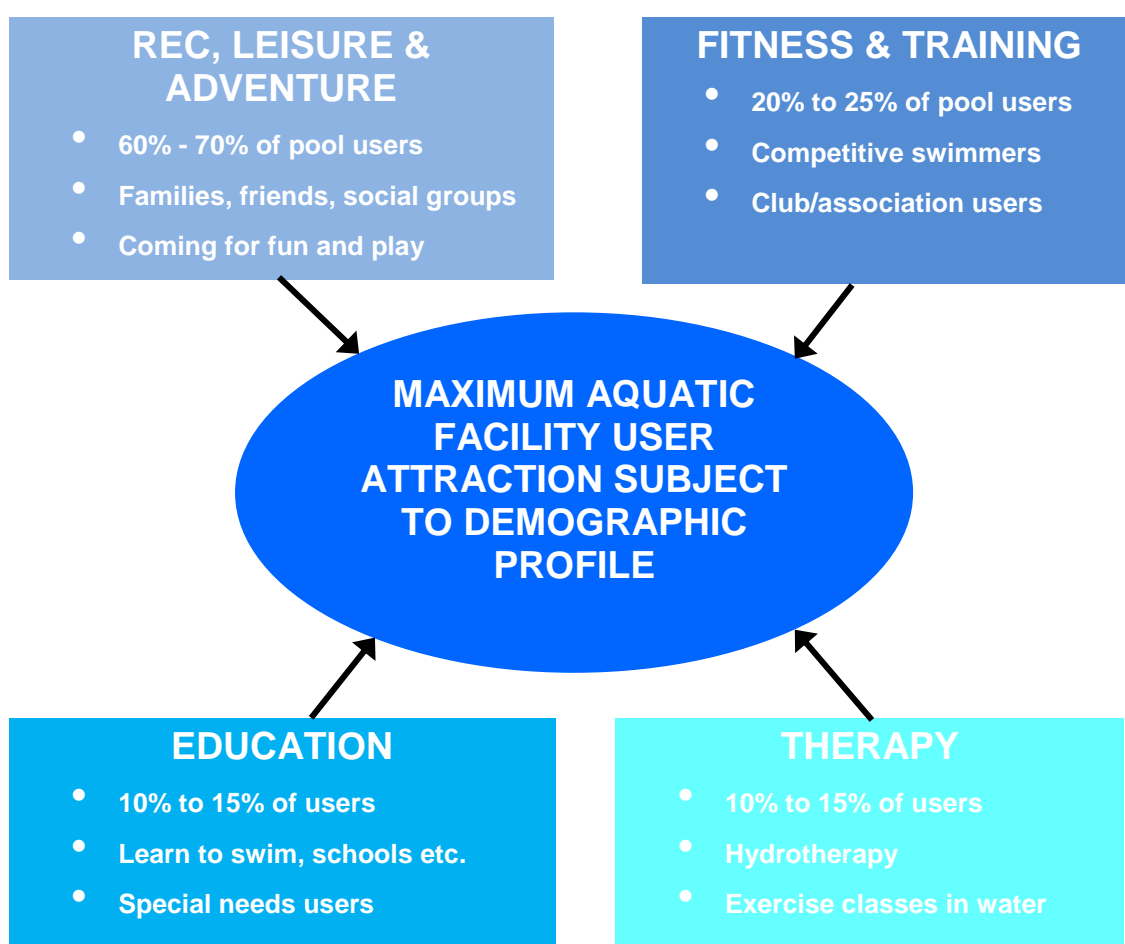 REC, LEISURE &
ADVENTURE
• 60% - 70% of pool users
• Families, friends, social groups
• Coming for fun and play
FITNESS & TRAINING
• 20% to 25% of pool users
• Competitive swimmers
• Club/association users
MAXIMUM AQUATIC
FACILITY USER
ATTRACTION SUBJECT
TO DEMOGRAPHIC
PROFILE
EDUCATION
• 10% to 15% of users
• Learn to swim, schools etc.
• Special needs users
THERAPY
• 10% to 15% of users
• Hydrotherapy
• Exercise classes in water